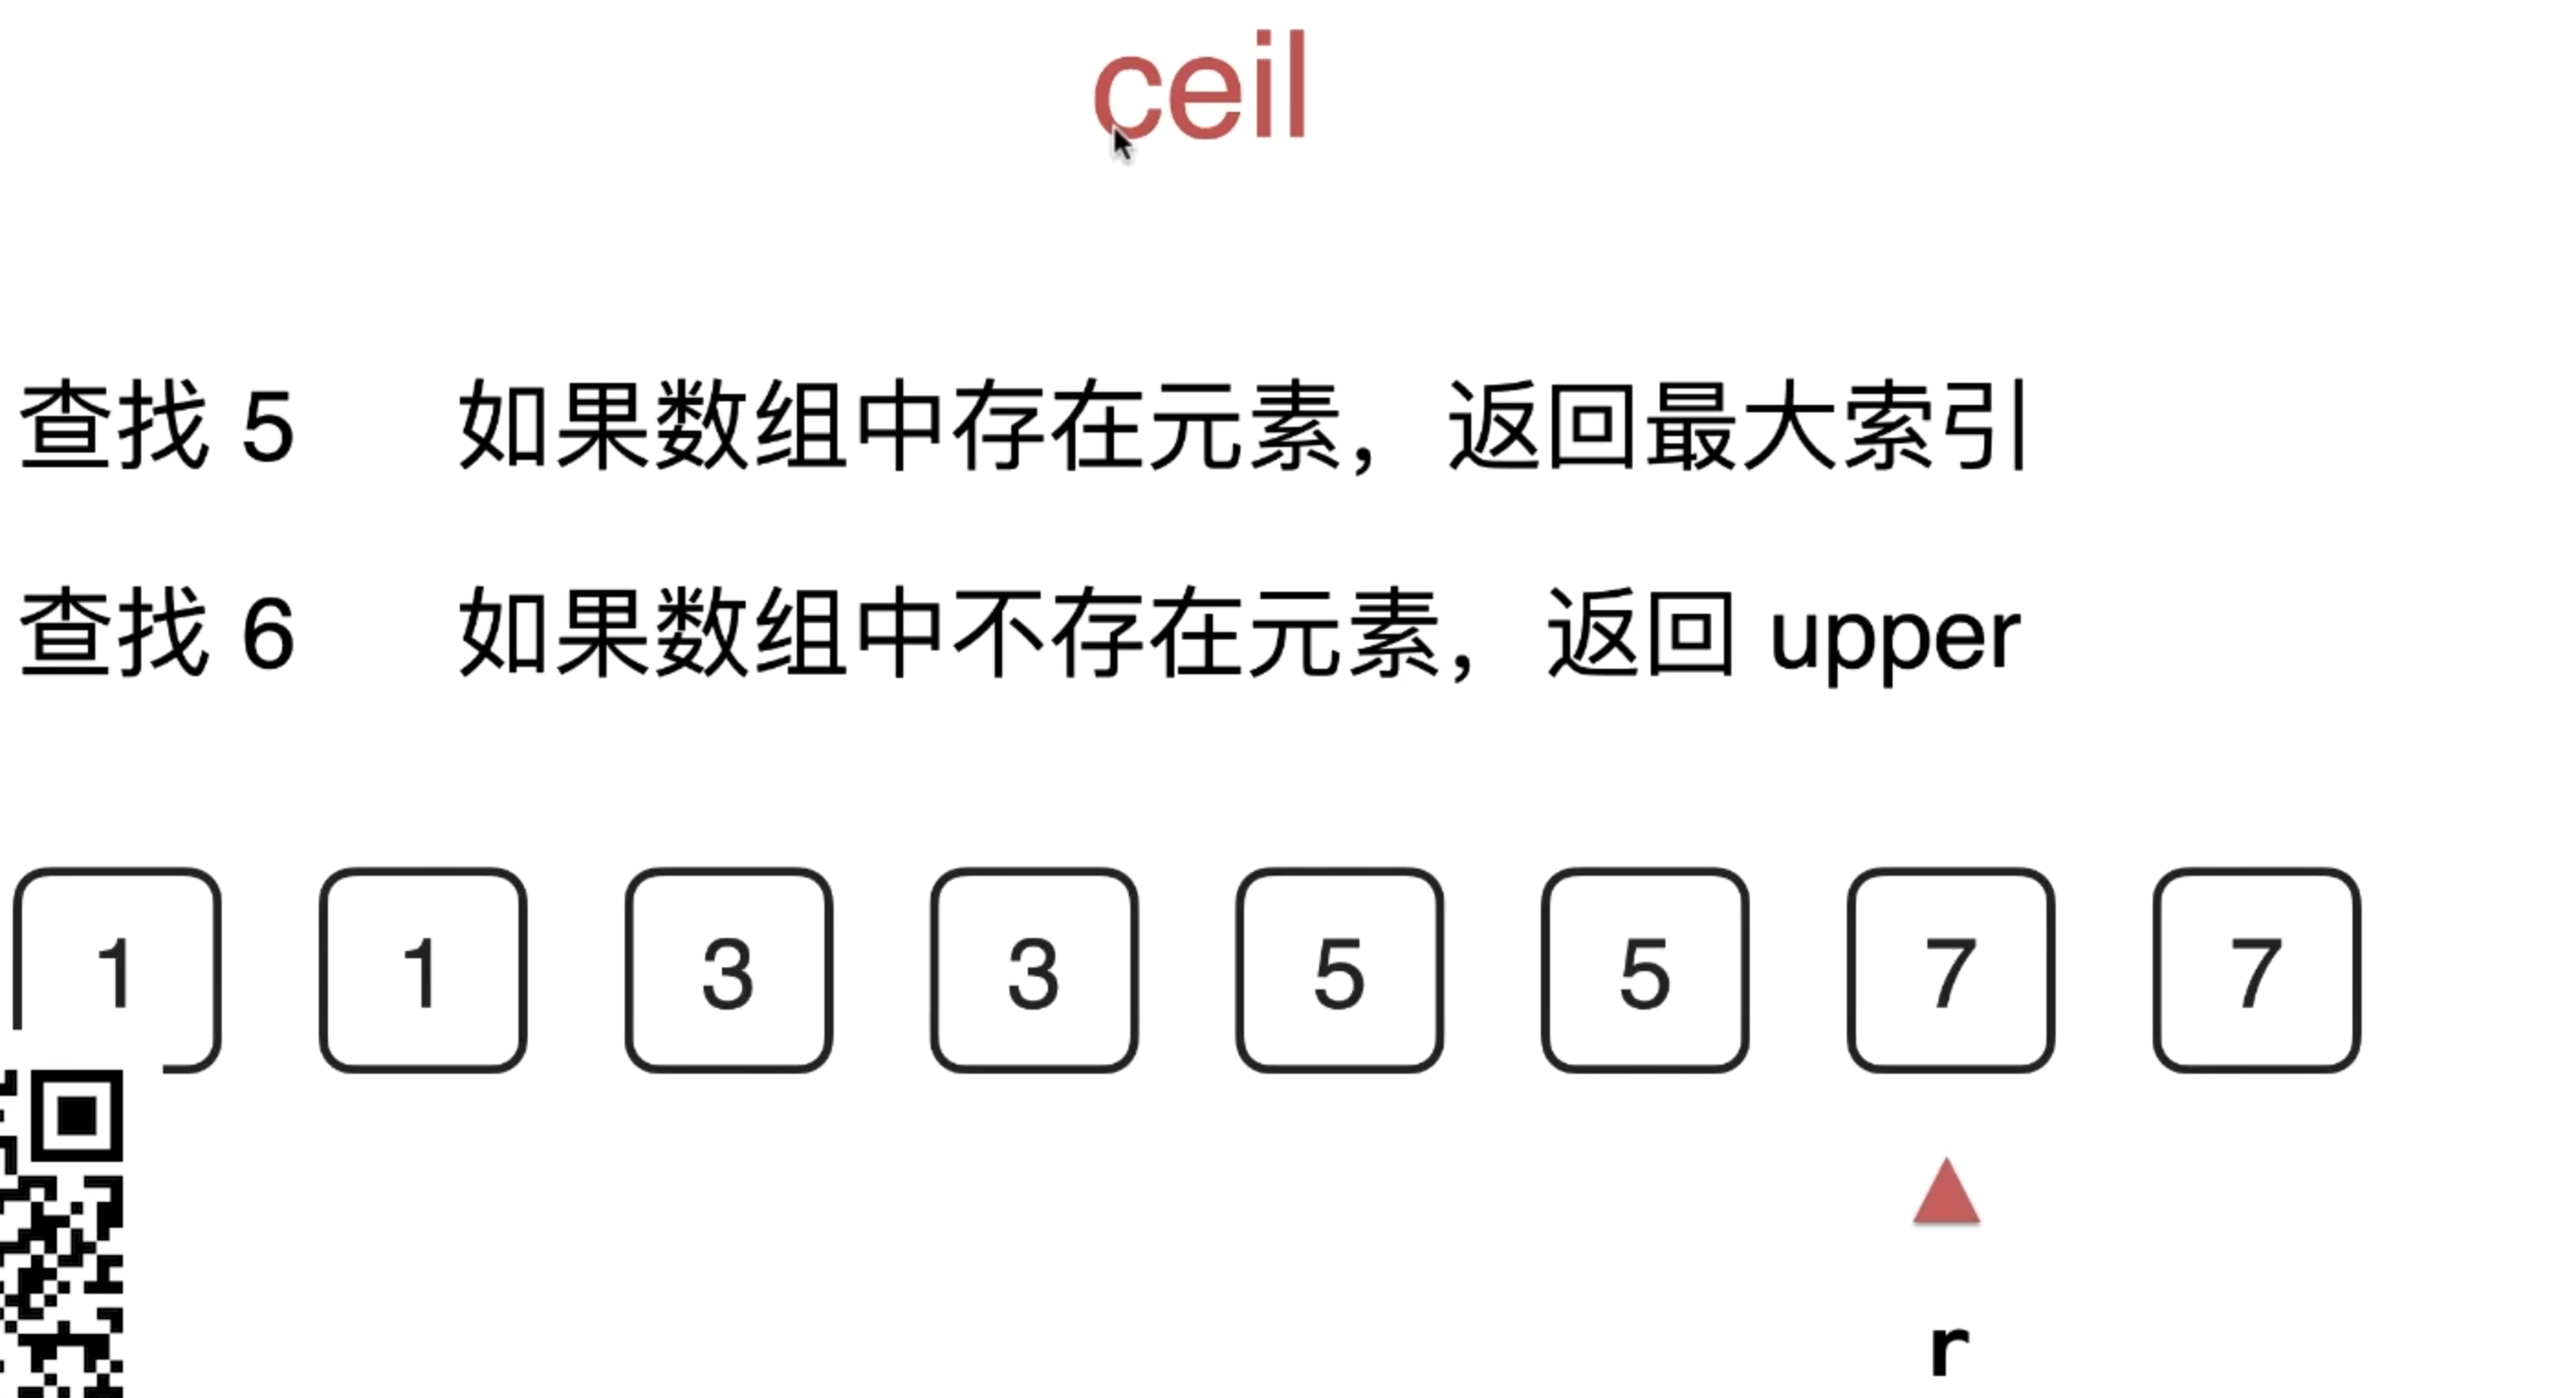 ceil
查找 5 如果数组中存在元素，返回最大索引
查找 6 如果数组中不存在元素，返回 upper
1 1 3 3 5 5 7 7
r